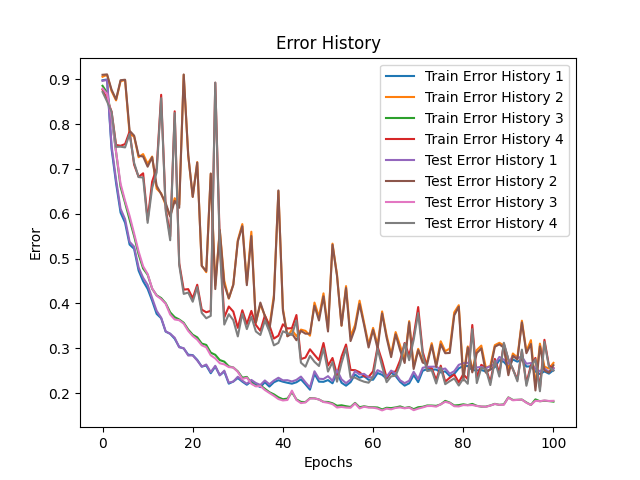 Error History
Train Error History 1
Train Error History 2
Train Error History 3
Train Error History 4
Test Error History 1
Test Error History 2
Test Error History 3
Test Error History 4
Error
0.9
0.8
0.7
0.6
0.5
0.4
0.3
0.2
0 20 40 60 80 100
Epochs